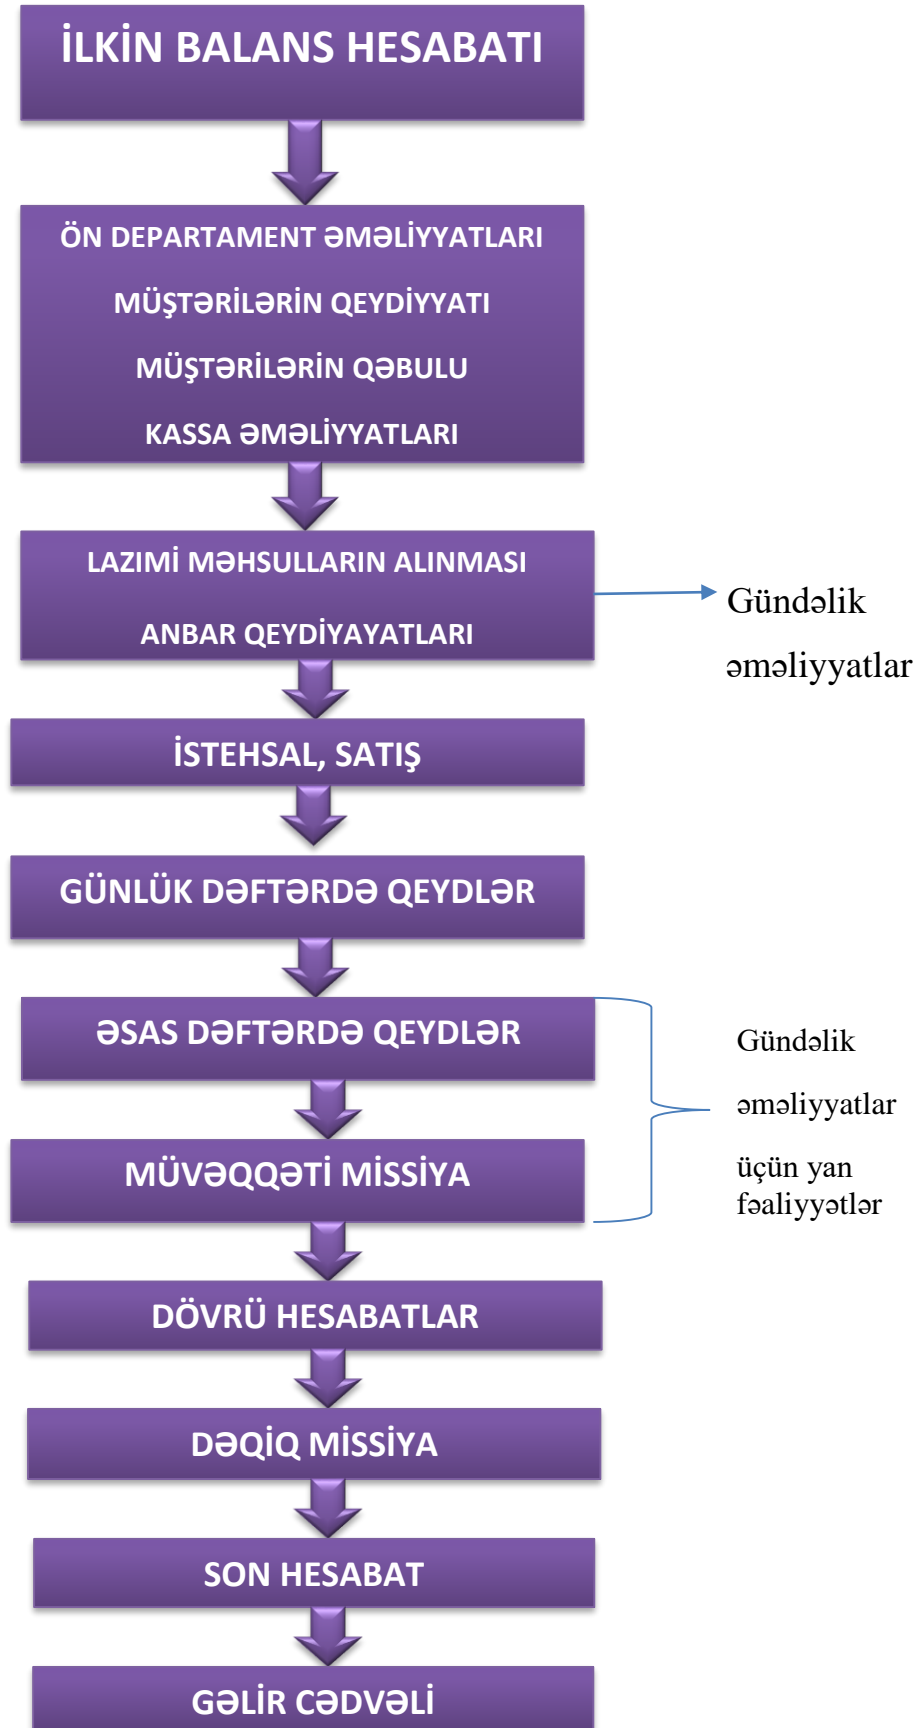 İLKİN BALANS HESABATI
ÖN DEPARTAMENT ƏMƏLİYYATLARI
MÜŞTƏRİLƏRİN QEYDİYYATI
MÜŞTƏRİLƏRİN QƏBULU
KASSA ƏMƏLİYYATLARI
LAZIMİ MƏHSULLARIN ALINMASI
ANBAR QEYDİYAYATLARI
Gündəlik
əməliyyatlar
İSTEHSAL, SATIŞ
GÜNLÜK DƏFTƏRDƏ QEYDLƏR
ƏSAS DƏFTƏRDƏ QEYDLƏR
MÜVƏQQƏTİ MİSSİYA
Gündəlik
əməliyyatlar
üçün yan
fəaliyyətlər
DÖVRÜ HESABATLAR
DƏQİQ MİSSİYA
SON HESABAT
GƏLİR CƏDVƏLİ